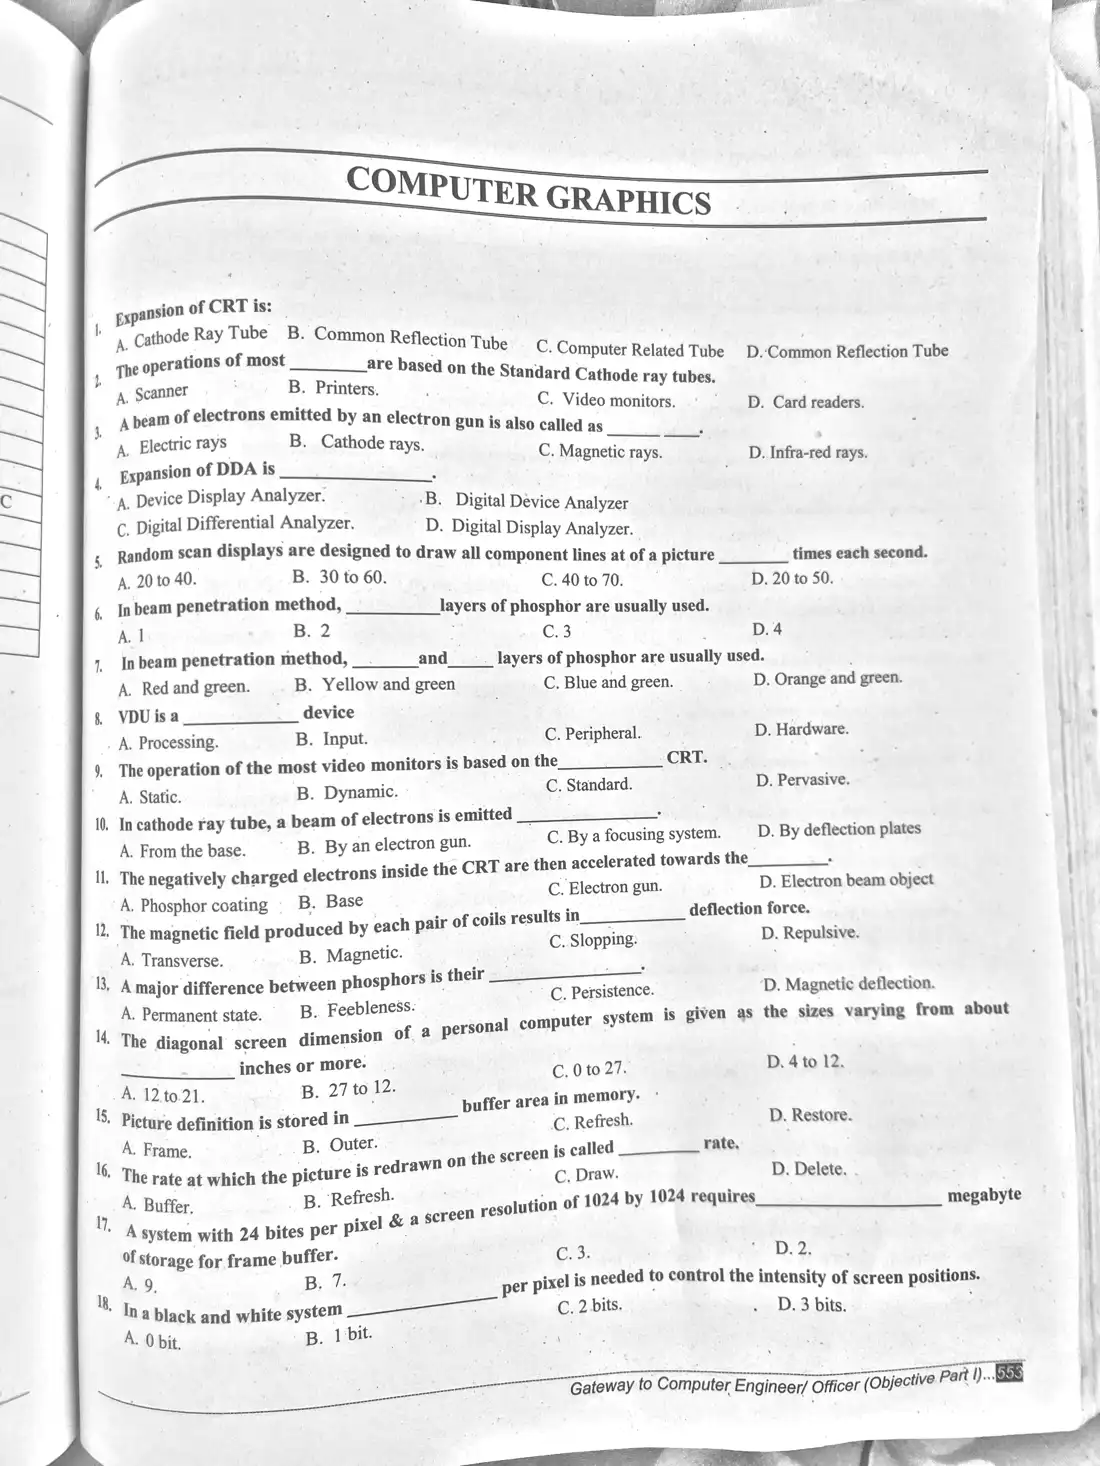 COMPUTER GRAPHICS
1. Expansion of CRT is:
A. Cathode Ray Tube B. Common Reflection Tube C. Computer Related Tube D. Common Reflection Tube
2. The operations of most ________ are based on the Standard Cathode ray tubes.
A. Scanner B. Printers. C. Video monitors. D. Card readers.
3. A beam of electrons emitted by an electron gun is also called as ______ ____.
A. Electric rays B. Cathode rays. C. Magnetic rays. D. Infra-red rays.
4. Expansion of DDA is ________________.
A. Device Display Analyzer. B. Digital Device Analyzer
C. Digital Differential Analyzer. D. Digital Display Analyzer.
5. Random scan displays are designed to draw all component lines at of a picture _______ times each second.
A. 20 to 40. B. 30 to 60. C. 40 to 70. D. 20 to 50.
6. In beam penetration method, __________layers of phosphor are usually used.
A. 1 B. 2 C. 3 D. 4
7. In beam penetration method, _______and_____ layers of phosphor are usually used.
A. Red and green. B. Yellow and green C. Blue and green. D. Orange and green.
8. VDU is a ____________ device
A. Processing. B. Input. C. Peripheral. D. Hardware.
9. The operation of the most video monitors is based on the___________ CRT.
A. Static. B. Dynamic. C. Standard. D. Pervasive.
10. In cathode ray tube, a beam of electrons is emitted _______________.
A. From the base. B. By an electron gun. C. By a focusing system. D. By deflection plates
11. The negatively charged electrons inside the CRT are then accelerated towards the________.
A. Phosphor coating B. Base C. Electron gun. D. Electron beam object
12. The magnetic field produced by each pair of coils results in___________ deflection force.
A. Transverse. B. Magnetic. C. Slopping. D. Repulsive.
13. A major difference between phosphors is their ________________.
A. Permanent state. B. Feebleness. C. Persistence. D. Magnetic deflection.
14. The diagonal screen dimension of a personal computer system is given as the sizes varying from about
____________ inches or more.
A. 12 to 21. B. 27 to 12. C. 0 to 27. D. 4 to 12.
15. Picture definition is stored in ___________ buffer area in memory.
A. Frame. B. Outer. C. Refresh. D. Restore.
16. The rate at which the picture is redrawn on the screen is called ________ rate.
A. Buffer. B. Refresh. C. Draw. D. Delete.
17. A system with 24 bites per pixel & a screen resolution of 1024 by 1024 requires____________________ megabyte
of storage for frame buffer.
A. 9. B. 7. C. 3. D. 2.
18. In a black and white system ________________ per pixel is needed to control the intensity of screen positions.
A. 0 bit. B. 1 bit. C. 2 bits. D. 3 bits.
Gateway to Computer Engineer/ Officer (Objective Part I)...553
C